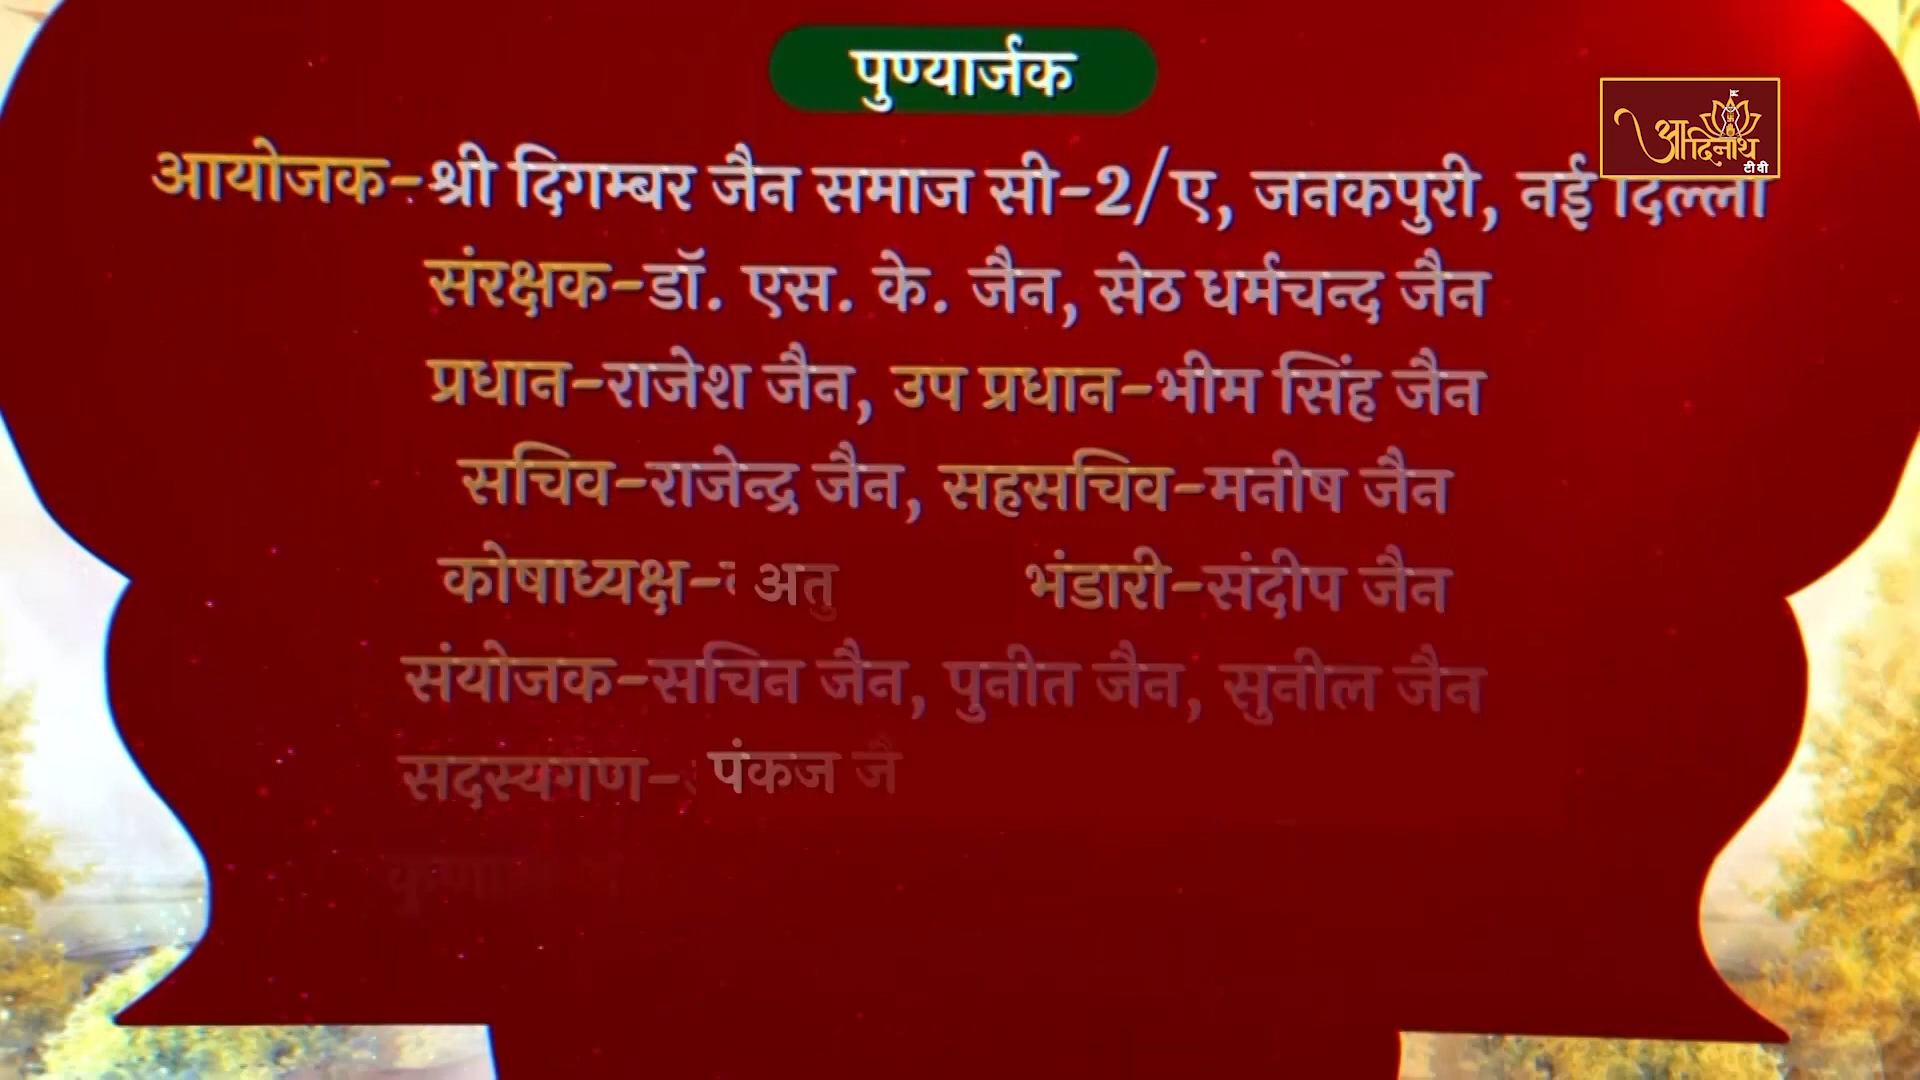 पुण्यार्जक
आदिनाथ
टीवी
आयोजक-श्री दिगम्बर जैन समाज सी-2/ए, जनकपुरी, नई दिल्ली
संरक्षक-डॉ. एस. के. जैन, सेठ धर्मचन्द जैन
प्रधान-राजेश जैन, उप प्रधान-भीम सिंह जैन
सचिव-राजेन्द्र जैन, सहसचिव-मनीष जैन
कोषाध्यक्ष- अतु भंडारी-संदीप जैन
संयोजक-सचिन जैन, पुनीत जैन, सुनील जैन
सदस्यगण- पंकज जै